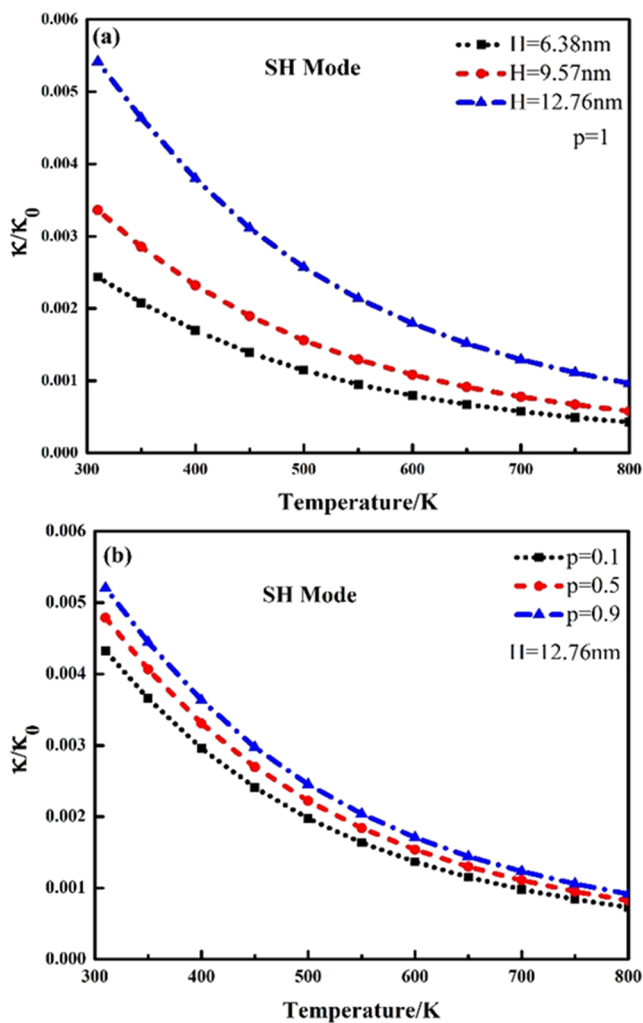 0.006
(a)
SH Mode
H=6.38nm
H=9.57nm
H=12.76nm
p=1
0.005
0.004
0.003
0.002
0.001
0.000
κ/κ0
300 400 500 600 700 800
Temperature/K
0.006
(b)
SH Mode
p=0.1
p=0.5
p=0.9
H=12.76nm
0.005
0.004
0.003
0.002
0.001
0.000
κ/κ0
300 400 500 600 700 800
Temperature/K